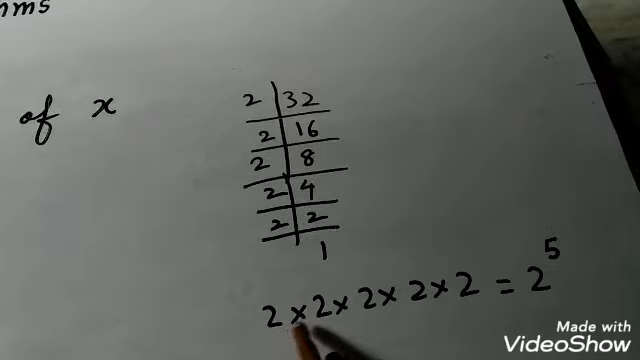 of x
2 | 32
2 | 16
2 | 8
2 | 4
2 | 2
1
2 × 2 × 2 × 2 × 2 = 2⁵
Made with
VideoShow